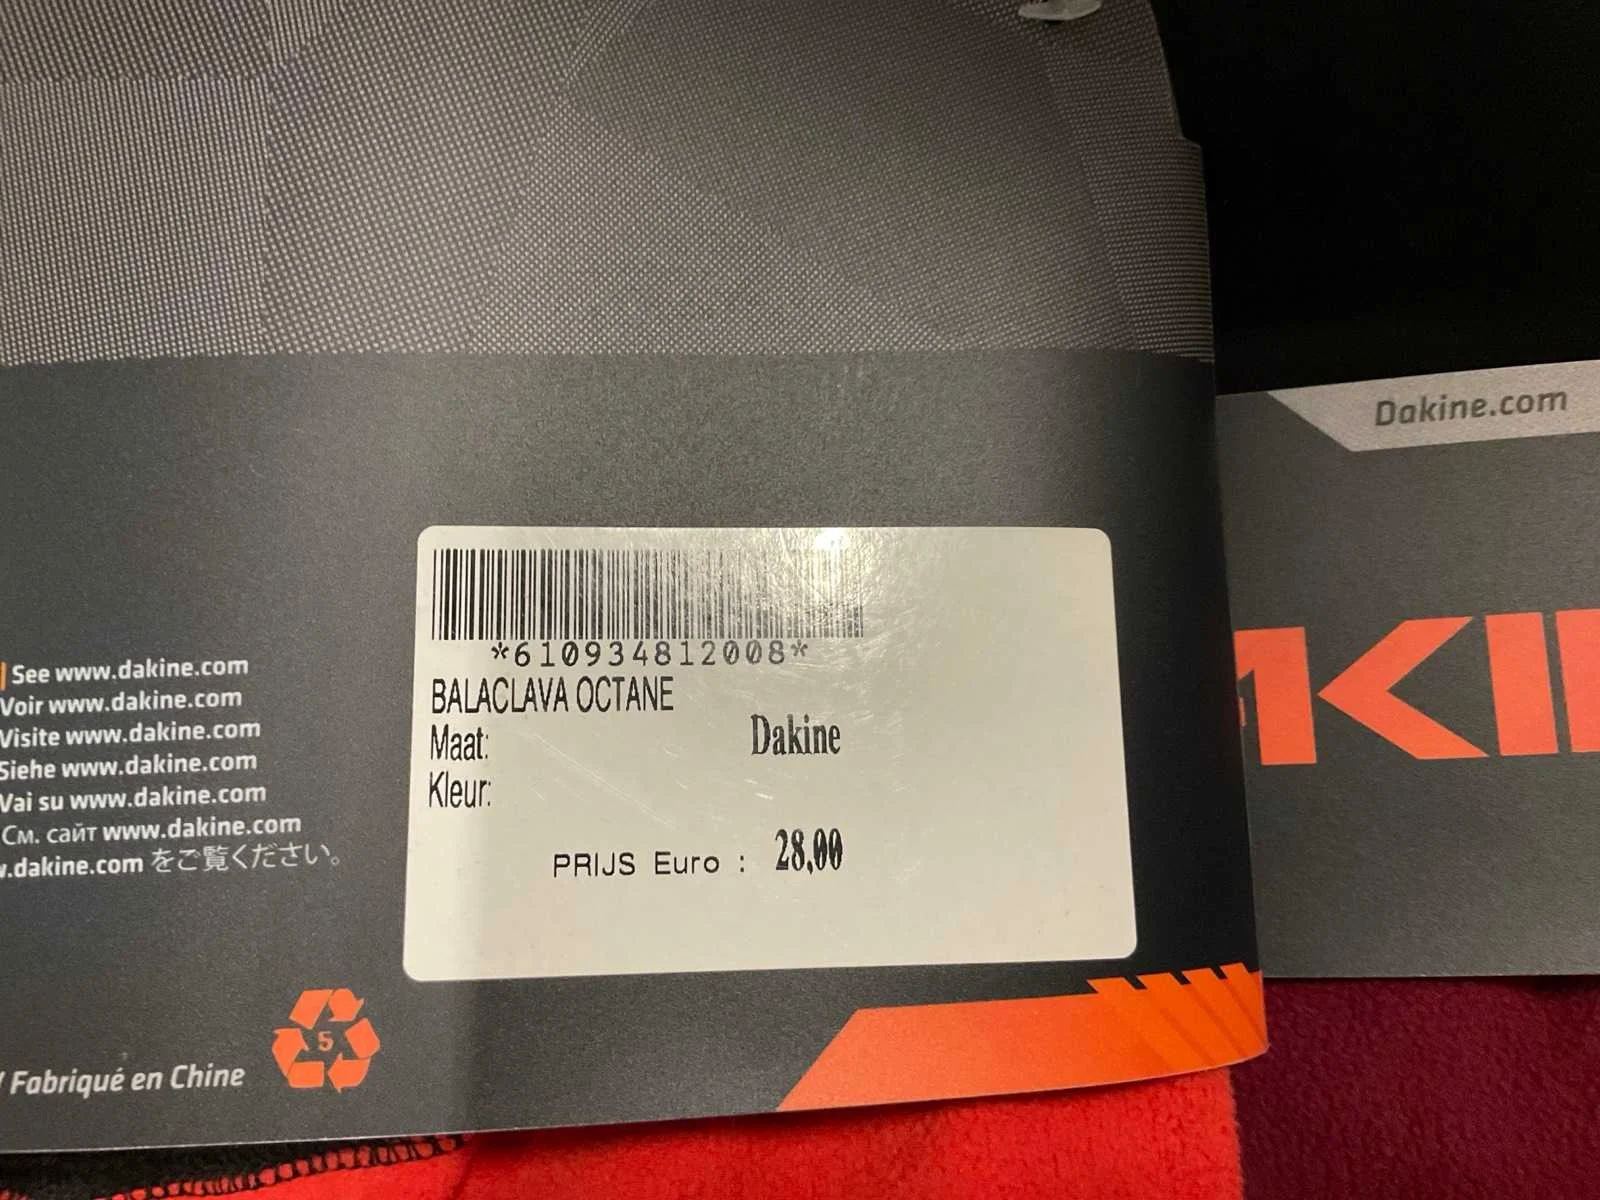 Dakine.com
*610934812008*
BALACLAVA OCTANE
Maat: Dakine
Kleur:
PRIJS Euro : 28,00
See www.dakine.com
Voir www.dakine.com
Visite www.dakine.com
Siehe www.dakine.com
Vai su www.dakine.com
См. сайт www.dakine.com
.dakine.com をご覧ください。
/ Fabriqué en Chine
5
AKI